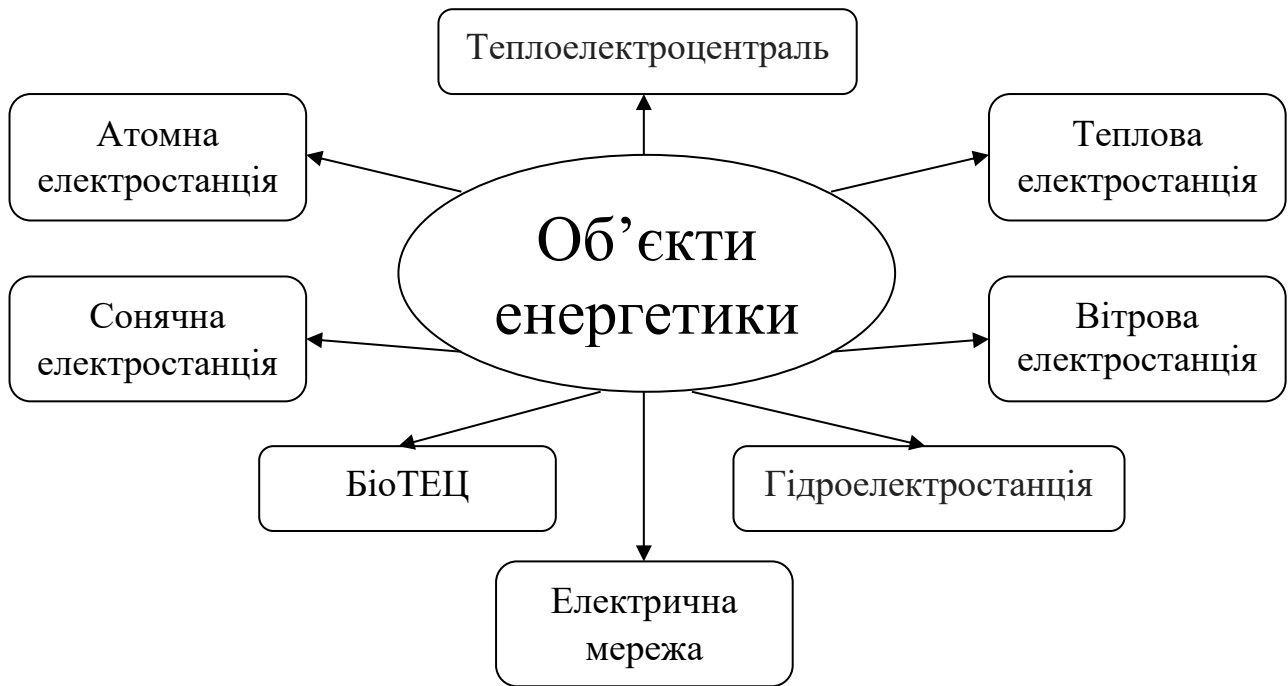 Теплоелектроцентраль
Атомна
електростанція
Теплова
електростанція
Об’єкти
енергетики
Сонячна
електростанція
Вітрова
електростанція
БіоТЕЦ
Гідроелектростанція
Електрична
мережа